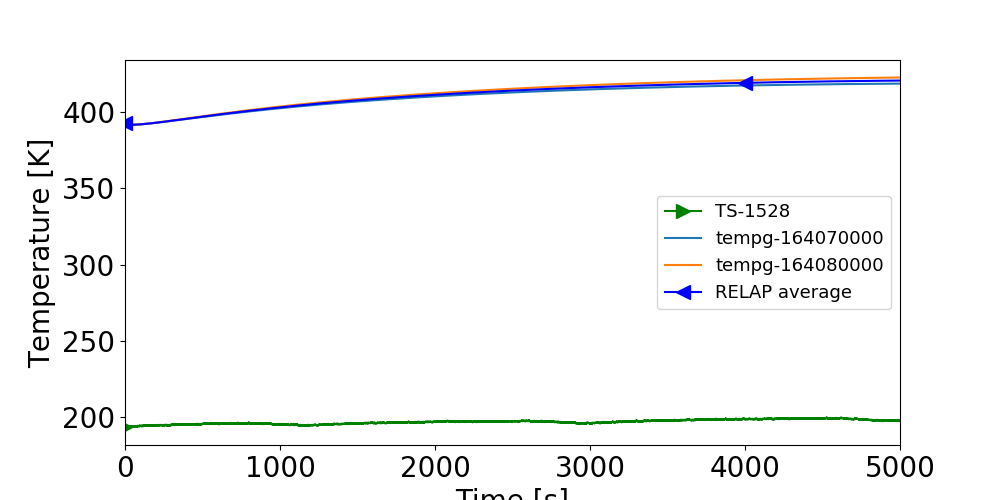 400
350
300
250
200
Temperature [K]
TS-1528
tempg-164070000
tempg-164080000
RELAP average
0 1000 2000 3000 4000 5000
Time [s]